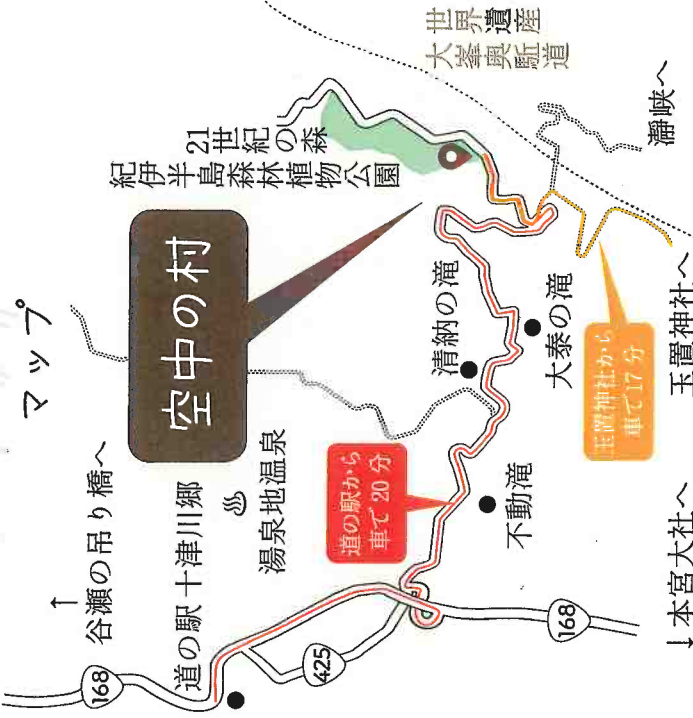 マップ
↑
谷瀬の吊り橋へ
168
道の駅 十津川郷
湯泉地温泉
425
空中の村
21
世紀の森
紀伊半島森林植物公園
世界遺産
大峯奥駈道
道の駅から
車で20分
清納の滝
不動滝
大泰の滝
玉置神社から
車で17分
168
↓本宮大社へ
玉置神社へ
瀞峡へ